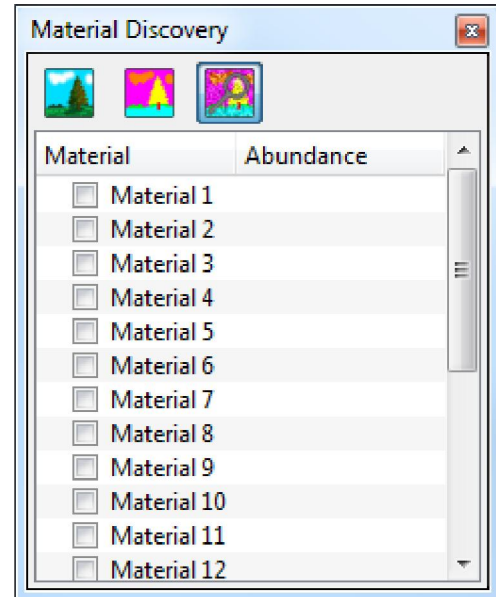 Material Discovery
Material Abundance
Material 1
Material 2
Material 3
Material 4
Material 5
Material 6
Material 7
Material 8
Material 9
Material 10
Material 11
Material 12